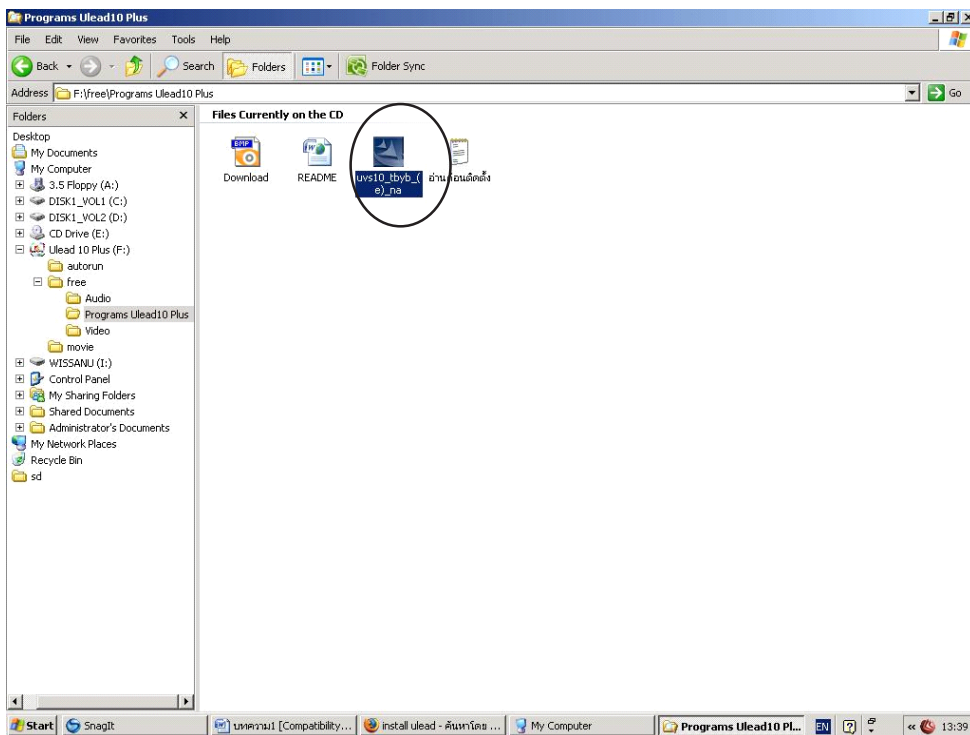 Programs Ulead10 Plus
File Edit View Favorites Tools Help
Back Search Folders Folder Sync
Address F:\free\Programs Ulead10 Plus Go
Folders
Desktop
My Documents
My Computer
3.5 Floppy (A:)
DISK1_VOL1 (C:)
DISK1_VOL2 (D:)
CD Drive (E:)
Ulead 10 Plus (F:)
autorun
free
Audio
Programs Ulead10 Plus
Video
movie
WISSANU (I:)
Control Panel
My Sharing Folders
Shared Documents
Administrator's Documents
My Network Places
Recycle Bin
sd
Files Currently on the CD
BMP
Download
README
uvs10_tbyb_(
e)_na
อ่านก่อนติดตั้ง
Start SnagIt บทความ1 [Compatibility... install ulead - ค้นหาโดย ... My Computer Programs Ulead10 Pl... EN « 13:39